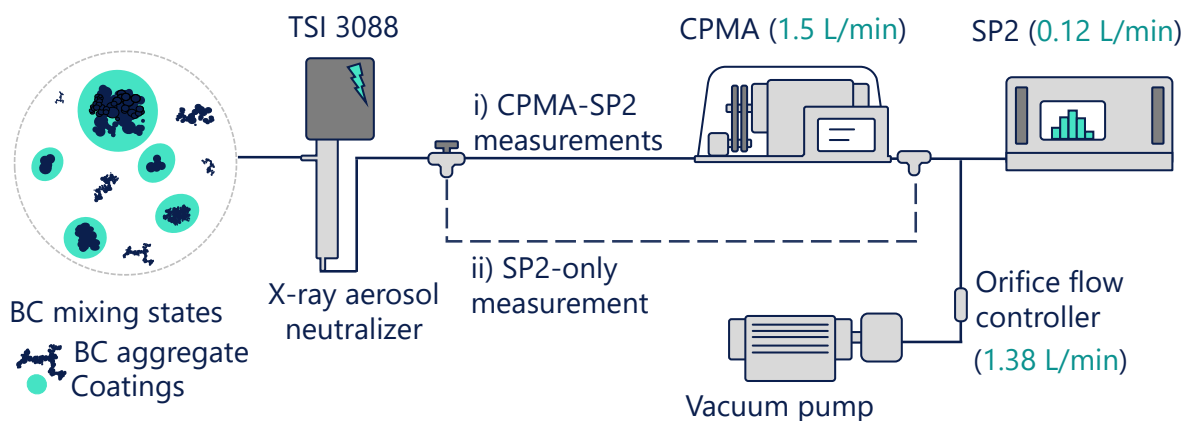 TSI 3088
CPMA (1.5 L/min)
SP2 (0.12 L/min)
i) CPMA-SP2
measurements
ii) SP2-only
measurement
X-ray aerosol
neutralizer
BC mixing states
BC aggregate
Coatings
Orifice flow
controller
(1.38 L/min)
Vacuum pump